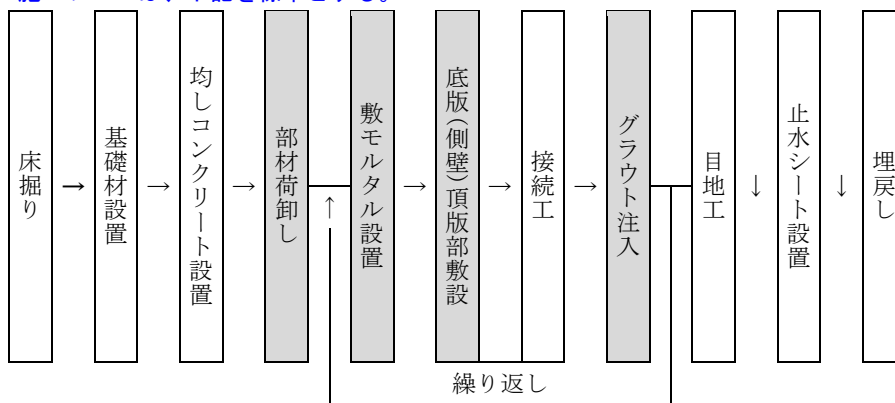 床掘り
→
基礎材設置
→
均しコンクリート設置
→
部材荷卸し
↑
敷モルタル設置
→
底版(側壁)頂版部敷設
→
接続工
→
グラウト注入
目地工
↓
止水シート設置
↓
埋戻し
繰り返し